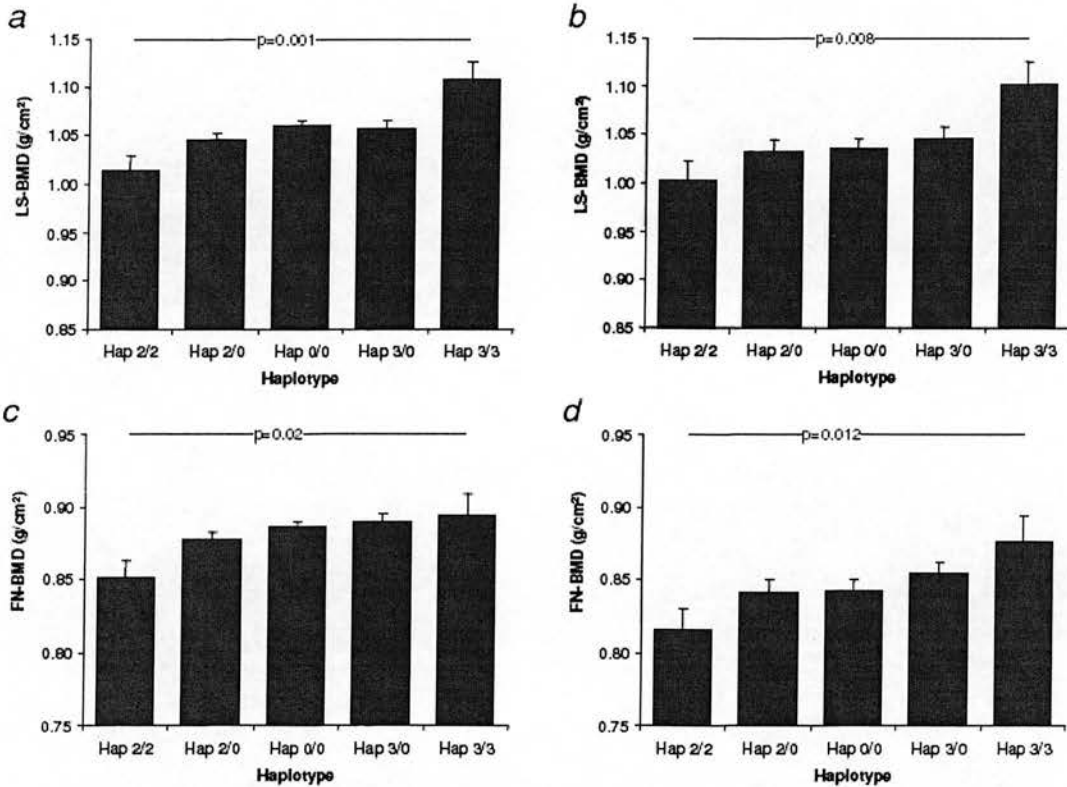 a
1.15
1.10
1.05
1.00
0.95
0.90
0.85
LS-BMD (g/cm²)
p=0.001
Hap 2/2 Hap 2/0 Hap 0/0 Hap 3/0 Hap 3/3
Haplotype
b
1.15
1.10
1.05
1.00
0.95
0.90
0.85
LS-BMD (g/cm²)
p=0.008
Hap 2/2 Hap 2/0 Hap 0/0 Hap 3/0 Hap 3/3
Haplotype
c
0.95
0.90
0.85
0.80
0.75
FN-BMD (g/cm²)
p=0.02
Hap 2/2 Hap 2/0 Hap 0/0 Hap 3/0 Hap 3/3
Haplotype
d
0.95
0.90
0.85
0.80
0.75
FN-BMD (g/cm²)
p=0.012
Hap 2/2 Hap 2/0 Hap 0/0 Hap 3/0 Hap 3/3
Haplotype